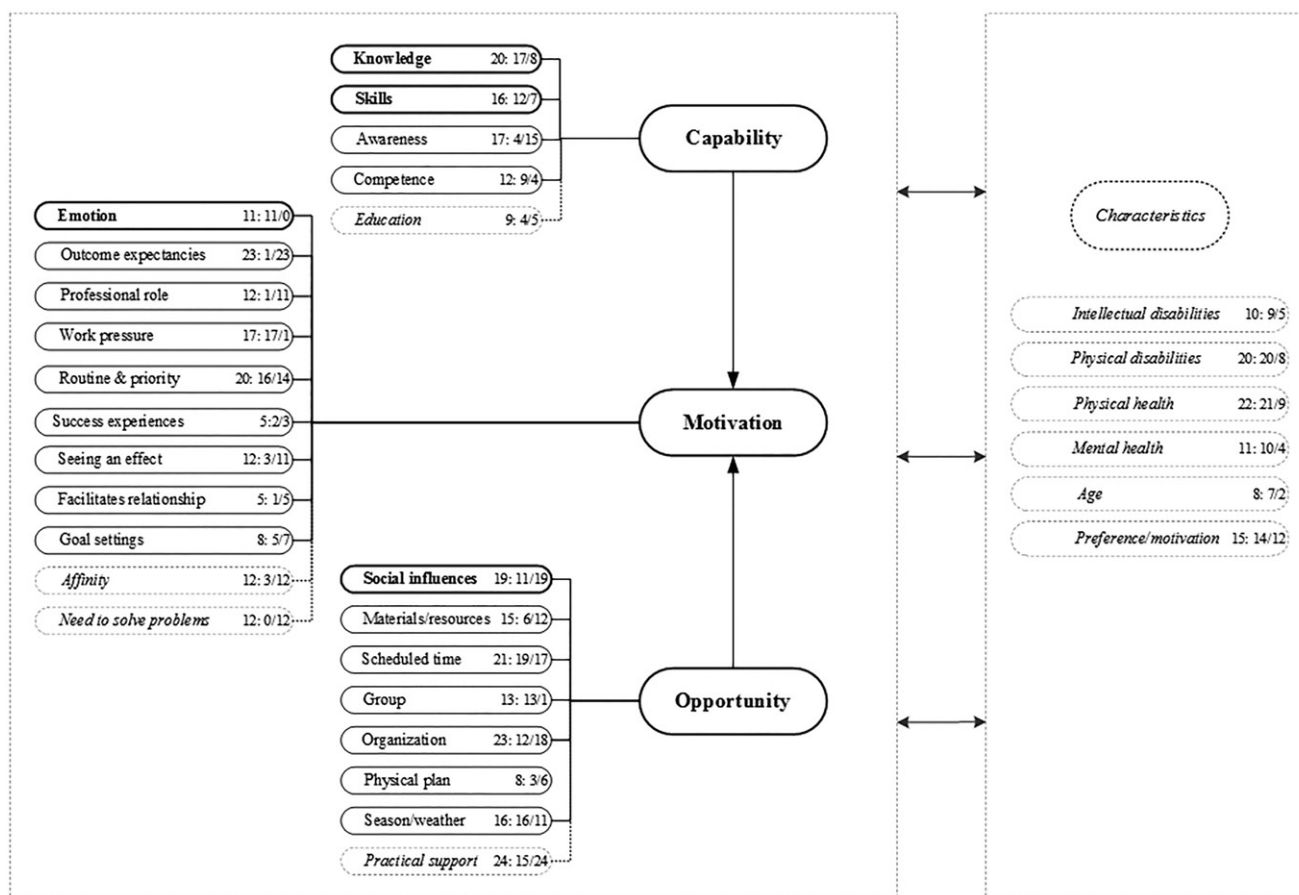 Knowledge 20: 17/8
Skills 16: 12/7
Awareness 17: 4/15
Competence 12: 9/4
Education 9: 4/5
Capability
Emotion 11: 11/0
Outcome expectancies 23: 1/23
Professional role 12: 1/11
Work pressure 17: 17/1
Routine & priority 20: 16/14
Success experiences 5:2/3
Seeing an effect 12: 3/11
Facilitates relationship 5: 1/5
Goal settings 8: 5/7
Affinity 12: 3/12
Need to solve problems 12: 0/12
Motivation
Social influences 19: 11/19
Materials/resources 15: 6/12
Scheduled time 21: 19/17
Group 13: 13/1
Organization 23: 12/18
Physical plan 8: 3/6
Season/weather 16: 16/11
Practical support 24: 15/24
Opportunity
Characteristics
Intellectual disabilities 10: 9/5
Physical disabilities 20: 20/8
Physical health 22: 21/9
Mental health 11: 10/4
Age 8: 7/2
Preference/motivation 15: 14/12